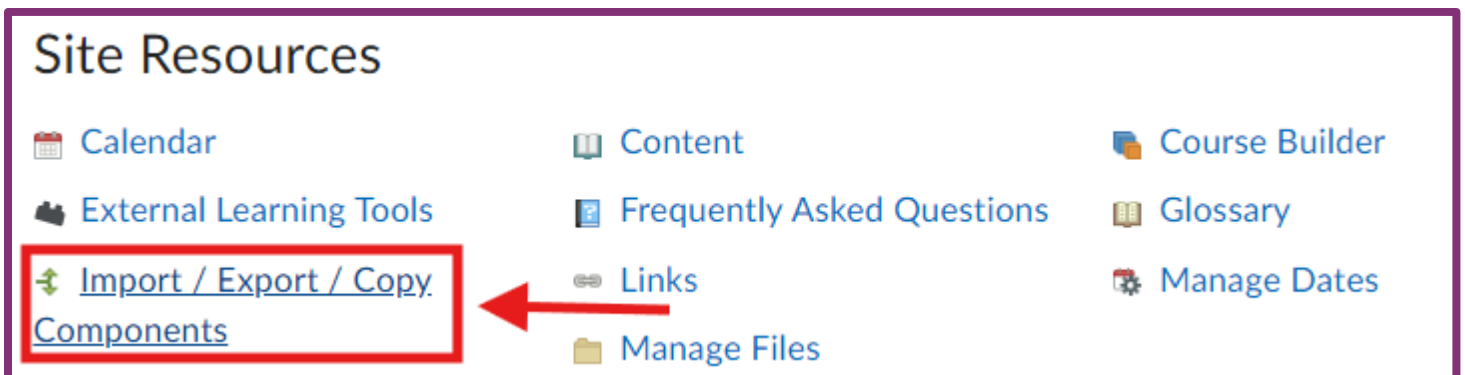 Site Resources
Calendar
Content
Course Builder
External Learning Tools
Frequently Asked Questions
Glossary
Import / Export / Copy
Components
Links
Manage Dates
Manage Files